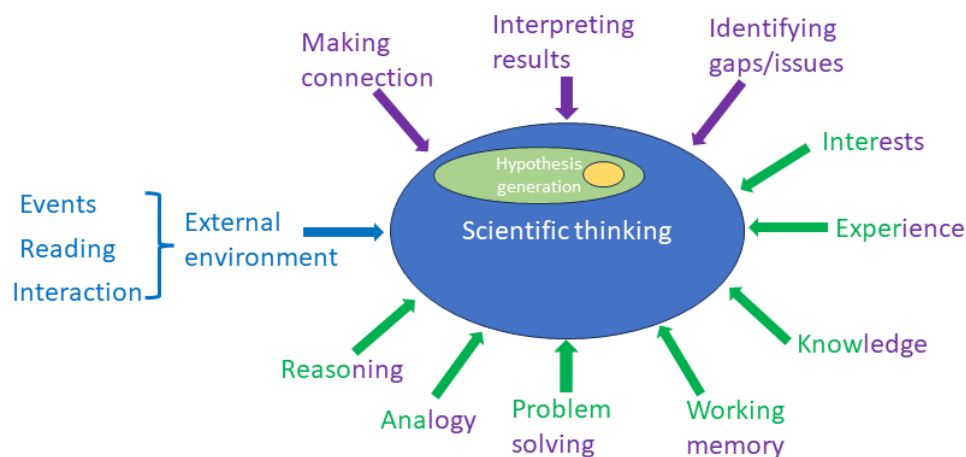 Making
connection
Interpreting
results
Identifying
gaps/issues
Interests
Hypothesis
generation
Events
Reading
Interaction
External
environment
Scientific thinking
Experience
Knowledge
Reasoning
Analogy
Problem
solving
Working
memory